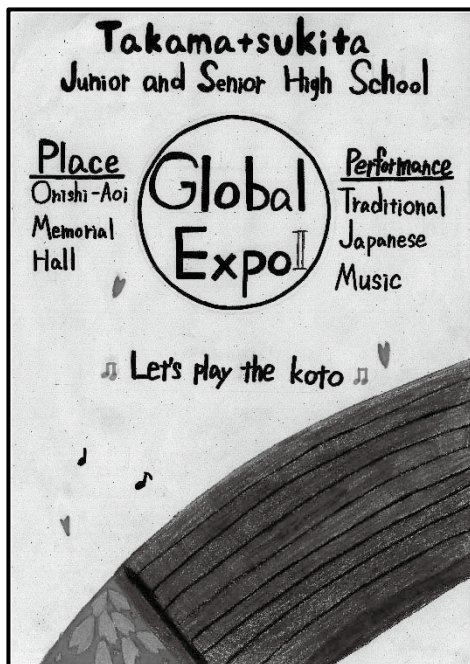 Takamatsukita
Junior and Senior High School
Place
Onishi-Aoi
Memorial
Hall
Global
Expo Ⅱ
Performance
Traditional
Japanese
Music
♫ Let's play the koto ♫